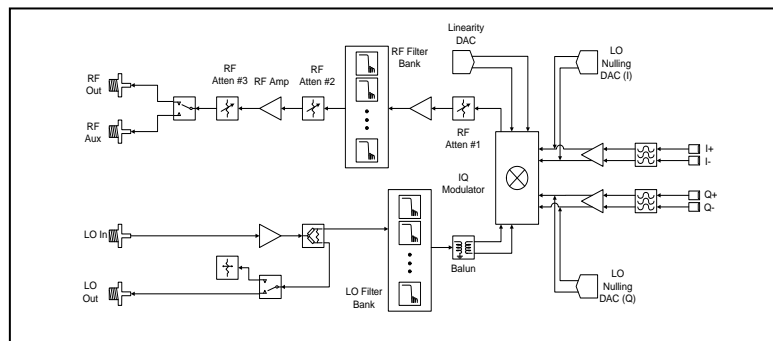 Linearity
DAC
LO
Nulling
DAC (I)
RF Filter
Bank
RF
Atten #3
RF Amp
RF
Atten #2
RF
Out
RF
Aux
RF
Atten #1
I+
I-
IQ
Modulator
Q+
Q-
LO In
LO
Out
Balun
LO Filter
Bank
LO
Nulling
DAC (Q)